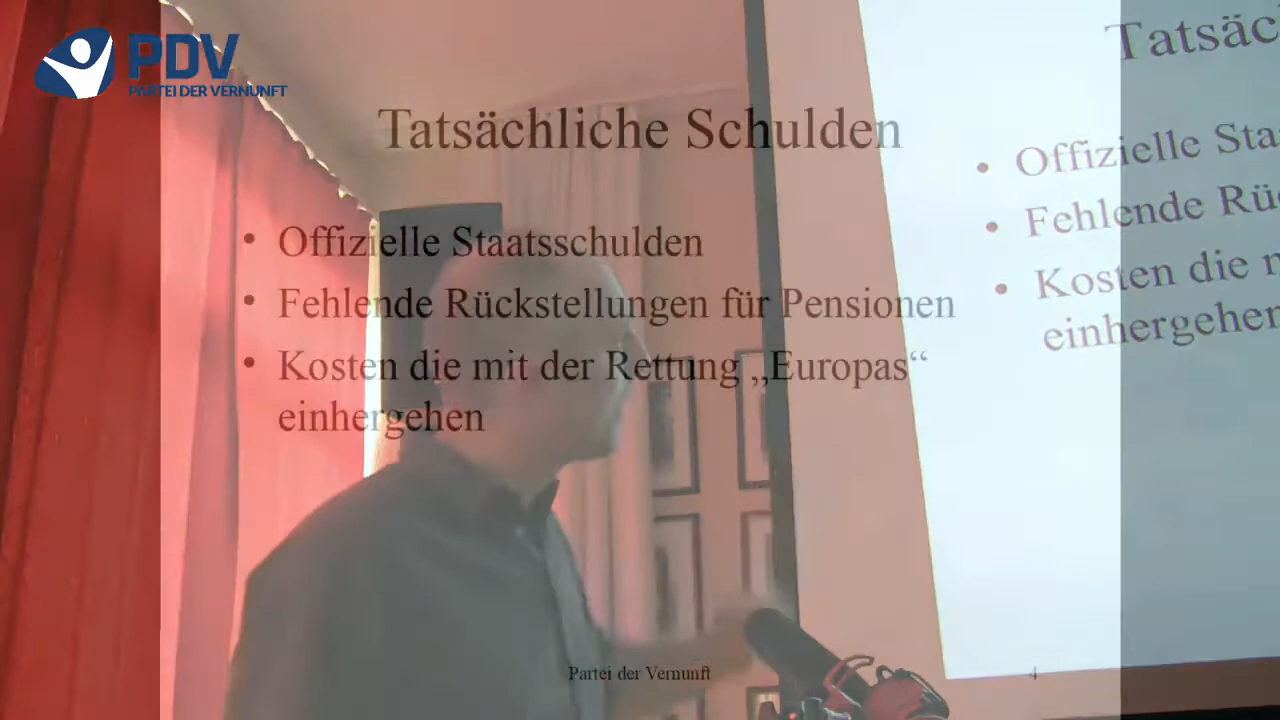 PDV
PARTEI DER VERNUNFT
Tatsächliche Schulden
• Offizielle Staatsschulden
• Fehlende Rückstellungen für Pensionen
• Kosten die mit der Rettung „Europas“
einhergehen
Partei der Vernunft
4
Tatsäc
• Offizielle Sta
• Fehlende Rü
• Kosten die
einhergehen